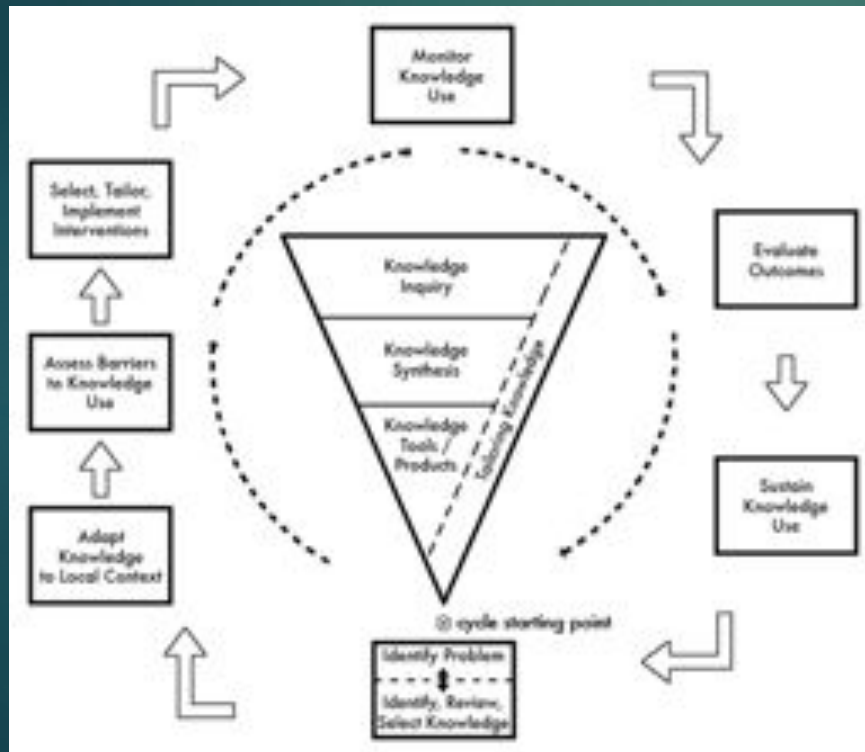 Monitor
Knowledge
Use
Select, Tailor,
Implement
Interventions
Evaluate
Outcomes
Knowledge
Inquiry
Knowledge
Synthesis
Knowledge
Tools /
Products
Tailoring Knowledge
Assess Barriers
to Knowledge
Use
Sustain
Knowledge
Use
Adapt
Knowledge
to Local Context
cycle starting point
Identify Problem
Identify, Review,
Select Knowledge